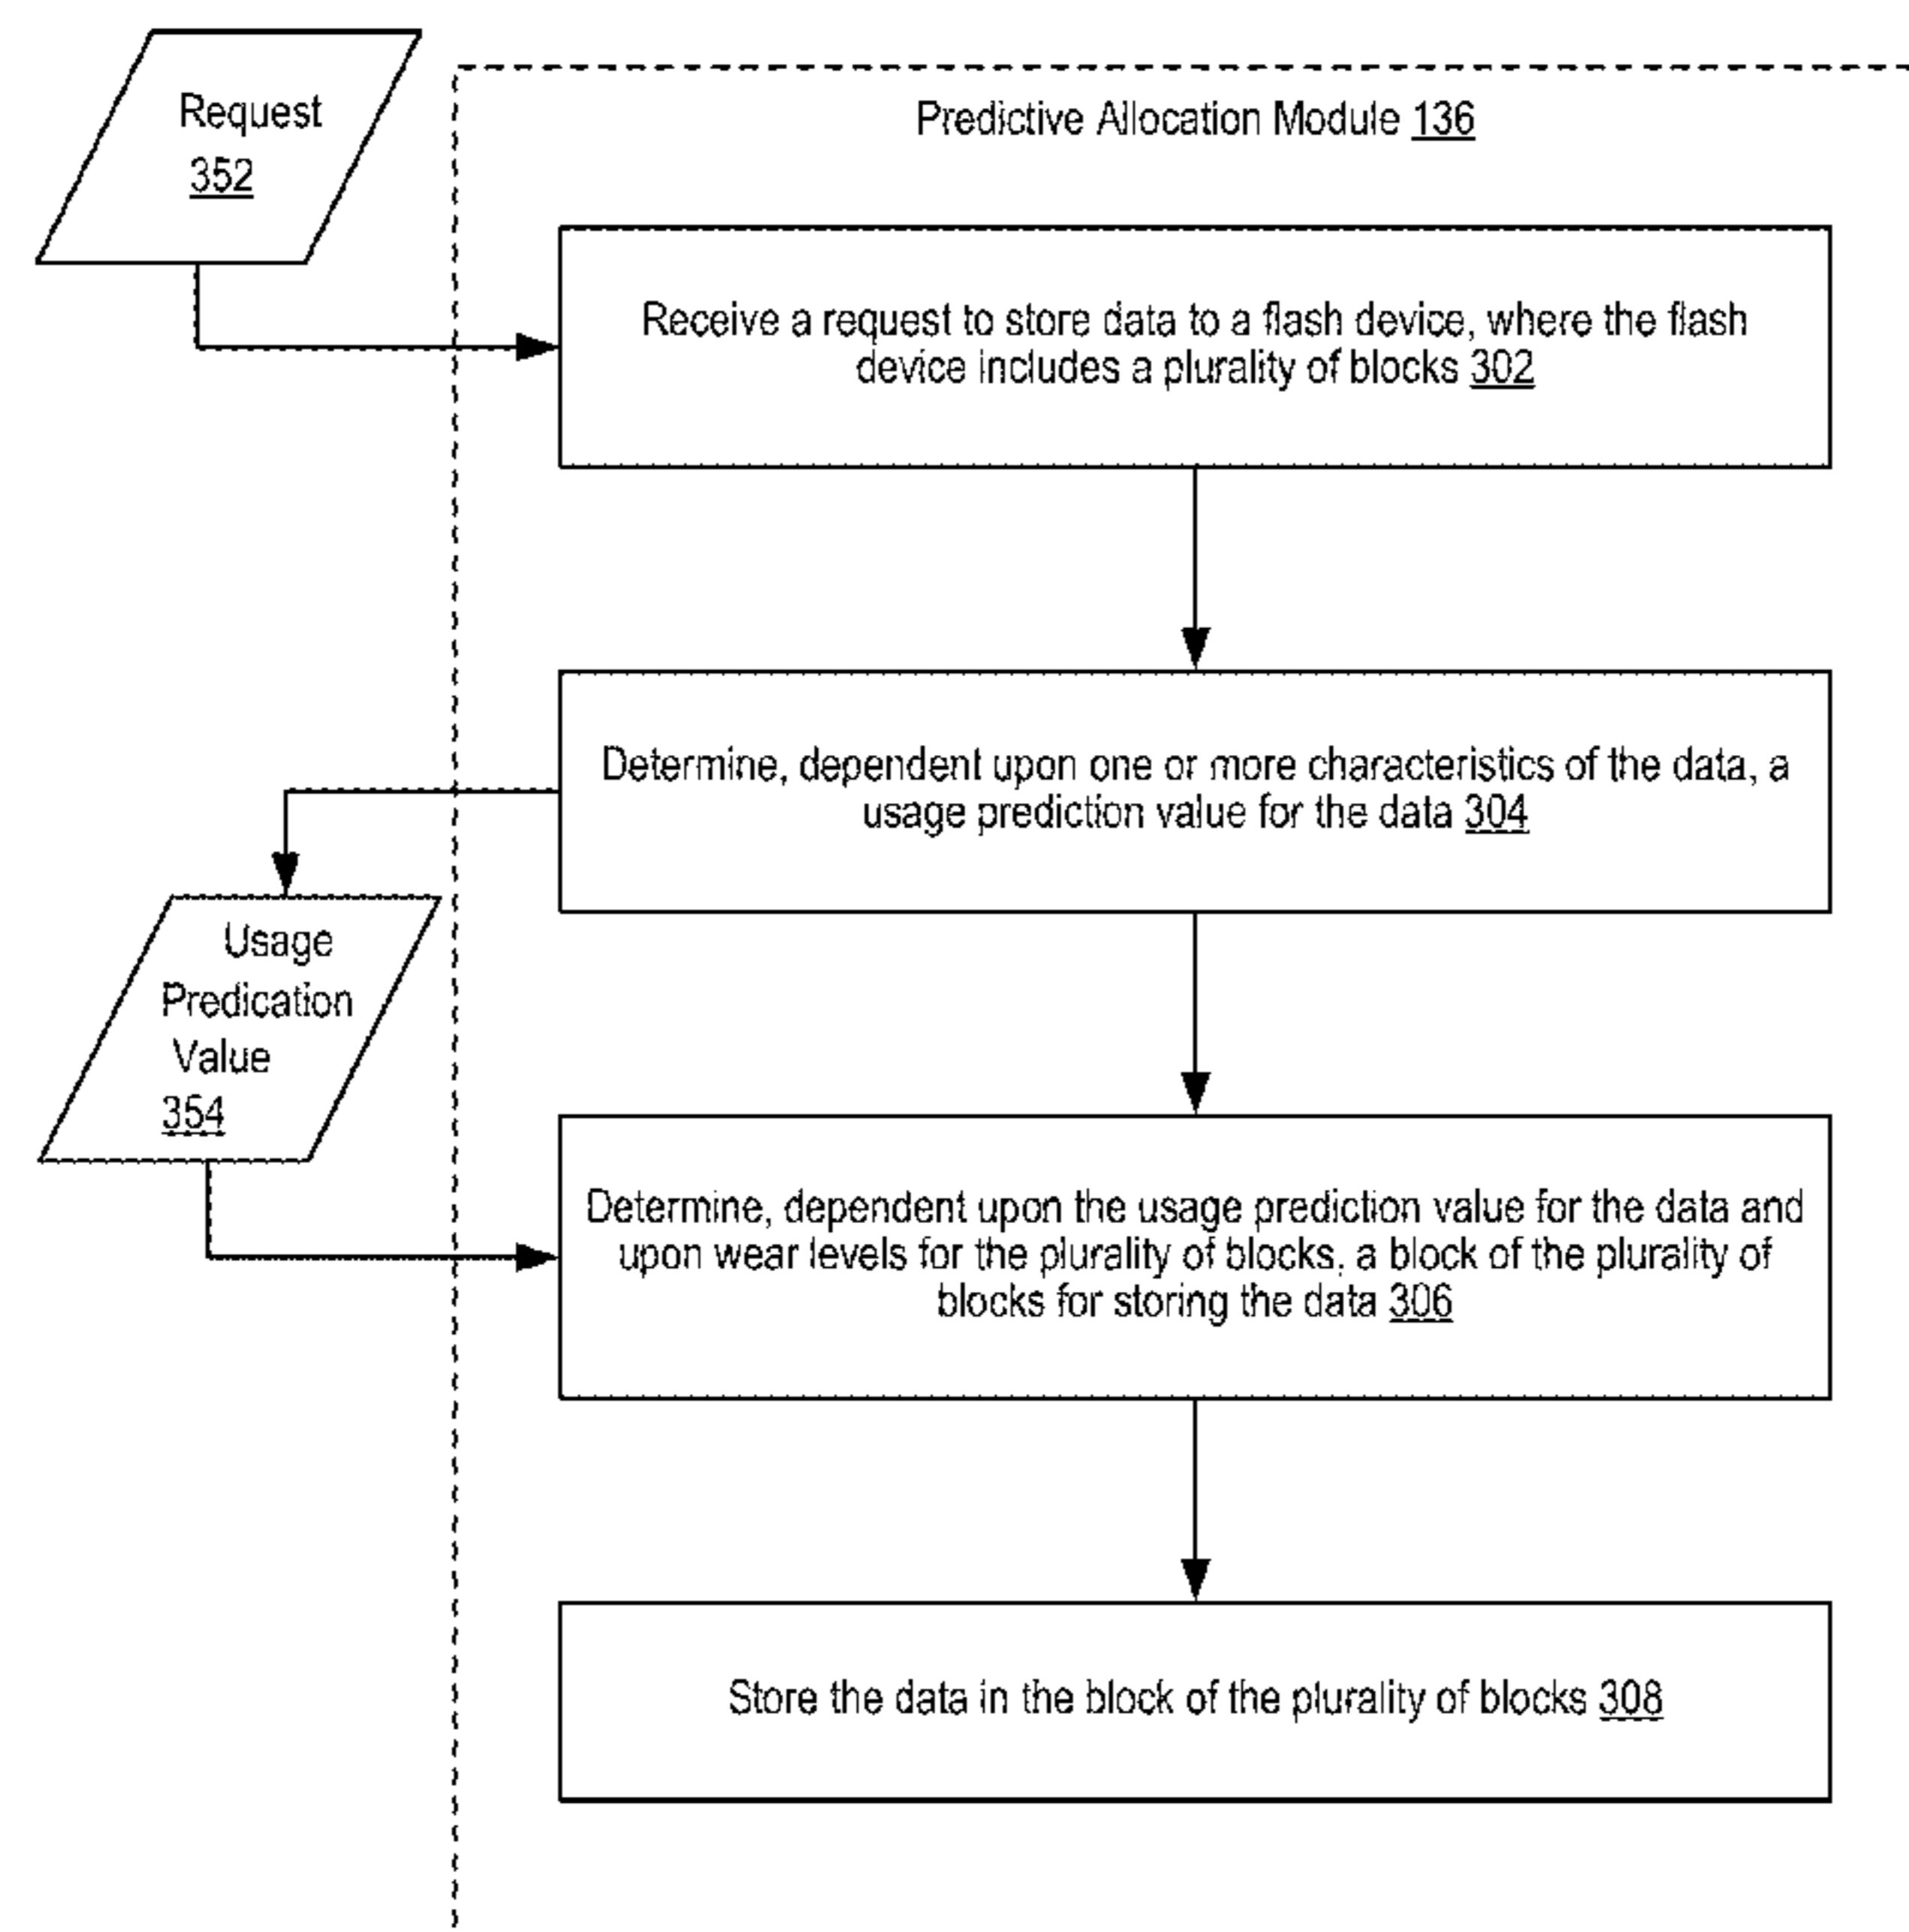 Request
352
Predictive Allocation Module 136
Receive a request to store data to a flash device, where the flash
device includes a plurality of blocks 302
Determine, dependent upon one or more characteristics of the data, a
usage prediction value for the data 304
Usage
Predication
Value
354
Determine, dependent upon the usage prediction value for the data and
upon wear levels for the plurality of blocks, a block of the plurality of
blocks for storing the data 306
Store the data in the block of the plurality of blocks 308